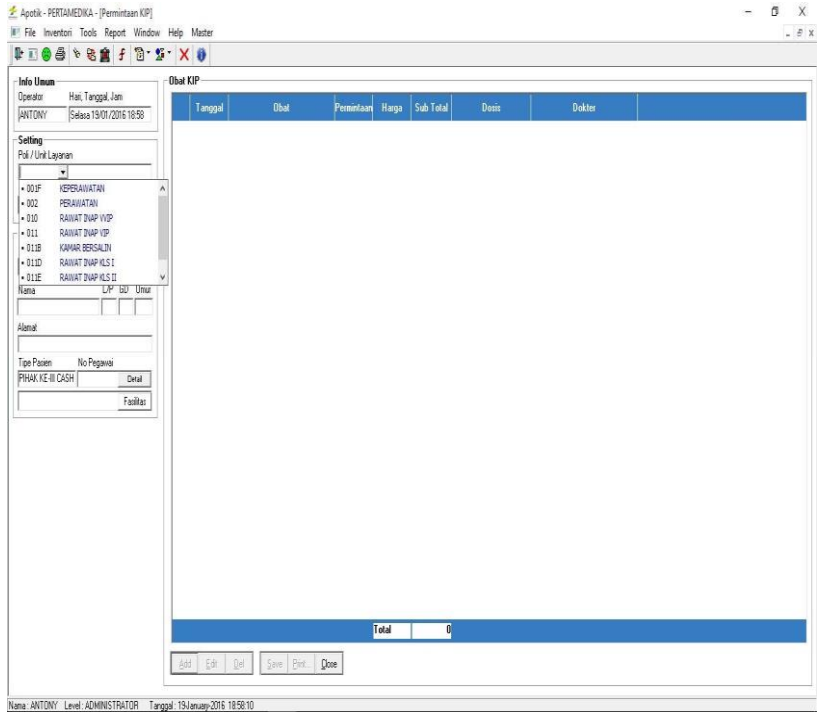 Apotik - PERTAMEDIKA - [Permintaan KIP]
File Inventori Tools Report Window Help Master
Info Umum
Operator Hari, Tanggal, Jam
ANTONY Selasa 19/01/2016 18:58
Setting
Poli / Unit Layanan
001F KEPERAWATAN
002 PERAWATAN
010 RAWAT INAP VVIP
011 RAWAT INAP VIP
011B KAMAR BERSALIN
011D RAWAT INAP KLS I
011E RAWAT INAP KLS II
Nama L/P GD Umur
Alamat
Tipe Pasien No Pegawai
PIHAK KE-III CASH Detail
Fasilitas
Obat KIP
Tanggal Obat Permintaan Harga Sub Total Dosis Dokter
Total 0
Add Edit Del Save Print... Close
Nama : ANTONY Level : ADMINISTRATOR Tanggal : 19-January-2016 18:58:10